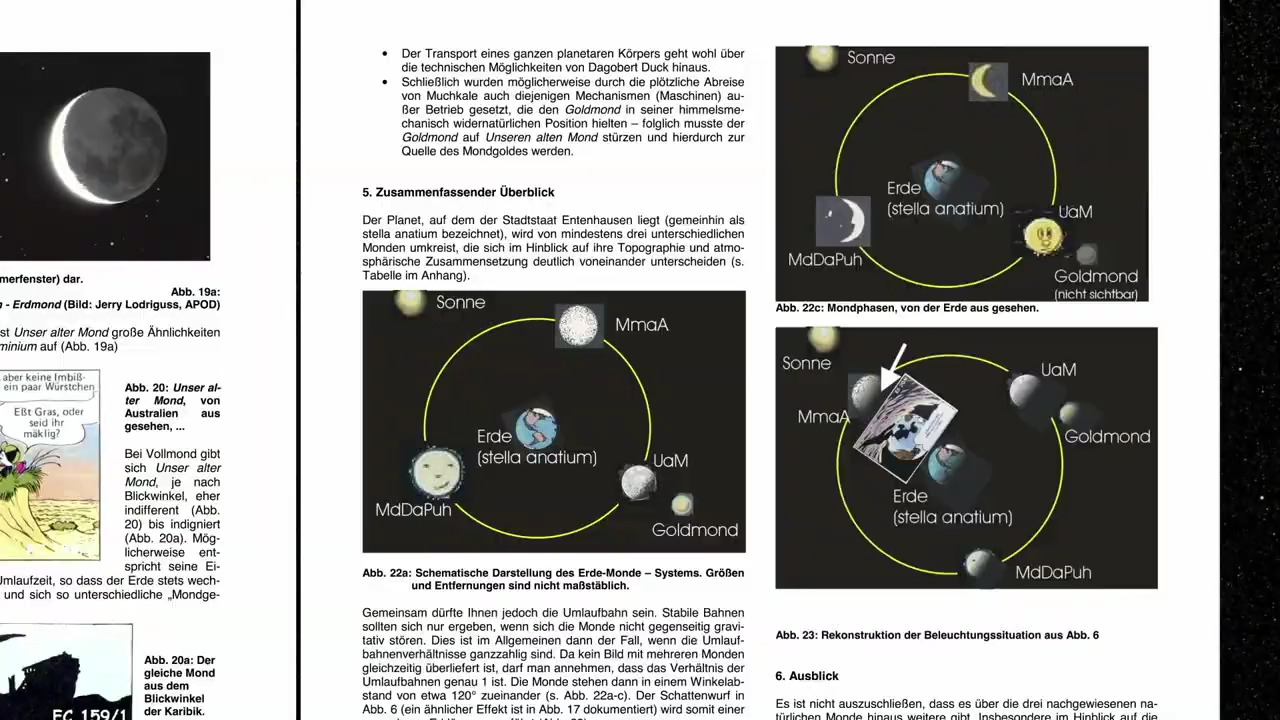 merfenster) dar.
Abb. 19a:
- Erdmond (Bild: Jerry Lodriguss, APOD)
st Unser alter Mond große Ähnlichkeiten
minium auf (Abb. 19a)
aber keine Imbiß-
ein paar Würstchen
Eßt Gras, oder
seid ihr
mäklig?
Abb. 20: Unser al-
ter Mond, von
Australien aus
gesehen, ...
Bei Vollmond gibt
sich Unser alter
Mond, je nach
Blickwinkel, eher
indifferent (Abb.
20) bis indigniert
(Abb. 20a). Mög-
licherweise ent-
spricht seine Ei-
Umlaufzeit, so dass der Erde stets wech-
und sich so unterschiedliche „Mondge-
FC 159/1
Abb. 20a: Der
gleiche Mond
aus dem
Blickwinkel
der Karibik.
• Der Transport eines ganzen planetaren Körpers geht wohl über
die technischen Möglichkeiten von Dagobert Duck hinaus.
• Schließlich wurden möglicherweise durch die plötzliche Abreise
von Muchkale auch diejenigen Mechanismen (Maschinen) au-
ßer Betrieb gesetzt, die den Goldmond in seiner himmelsme-
chanisch widernatürlichen Position hielten – folglich musste der
Goldmond auf Unseren alten Mond stürzen und hierdurch zur
Quelle des Mondgoldes werden.
5. Zusammenfassender Überblick
Der Planet, auf dem der Stadtstaat Entenhausen liegt (gemeinhin als
stella anatium bezeichnet), wird von mindestens drei unterschiedlichen
Monden umkreist, die sich im Hinblick auf ihre Topographie und atmo-
sphärische Zusammensetzung deutlich voneinander unterscheiden (s.
Tabelle im Anhang).
Sonne
MmaA
Erde
(stella anatium)
UaM
MdDaPuh
Goldmond
Abb. 22a: Schematische Darstellung des Erde-Monde – Systems. Größen
und Entfernungen sind nicht maßstäblich.
Gemeinsam dürfte Ihnen jedoch die Umlaufbahn sein. Stabile Bahnen
sollten sich nur ergeben, wenn sich die Monde nicht gegenseitig gravi-
tativ stören. Dies ist im Allgemeinen dann der Fall, wenn die Umlauf-
bahnenverhältnisse ganzzahlig sind. Da kein Bild mit mehreren Monden
gleichzeitig überliefert ist, darf man annehmen, dass das Verhältnis der
Umlaufbahnen genau 1 ist. Die Monde stehen dann in einem Winkelab-
stand von etwa 120° zueinander (s. Abb. 22a-c). Der Schattenwurf in
Abb. 6 (ein ähnlicher Effekt ist in Abb. 17 dokumentiert) wird somit einer
Sonne
MmaA
Erde
(stella anatium)
UaM
MdDaPuh
Goldmond
(nicht sichtbar)
Abb. 22c: Mondphasen, von der Erde aus gesehen.
Sonne
UaM
MmaA
Goldmond
Erde
(stella anatium)
MdDaPuh
Abb. 23: Rekonstruktion der Beleuchtungssituation aus Abb. 6
6. Ausblick
Es ist nicht auszuschließen, dass es über die drei nachgewiesenen na-
türlichen Monde hinaus weitere gibt. Insbesondere im Hinblick auf die